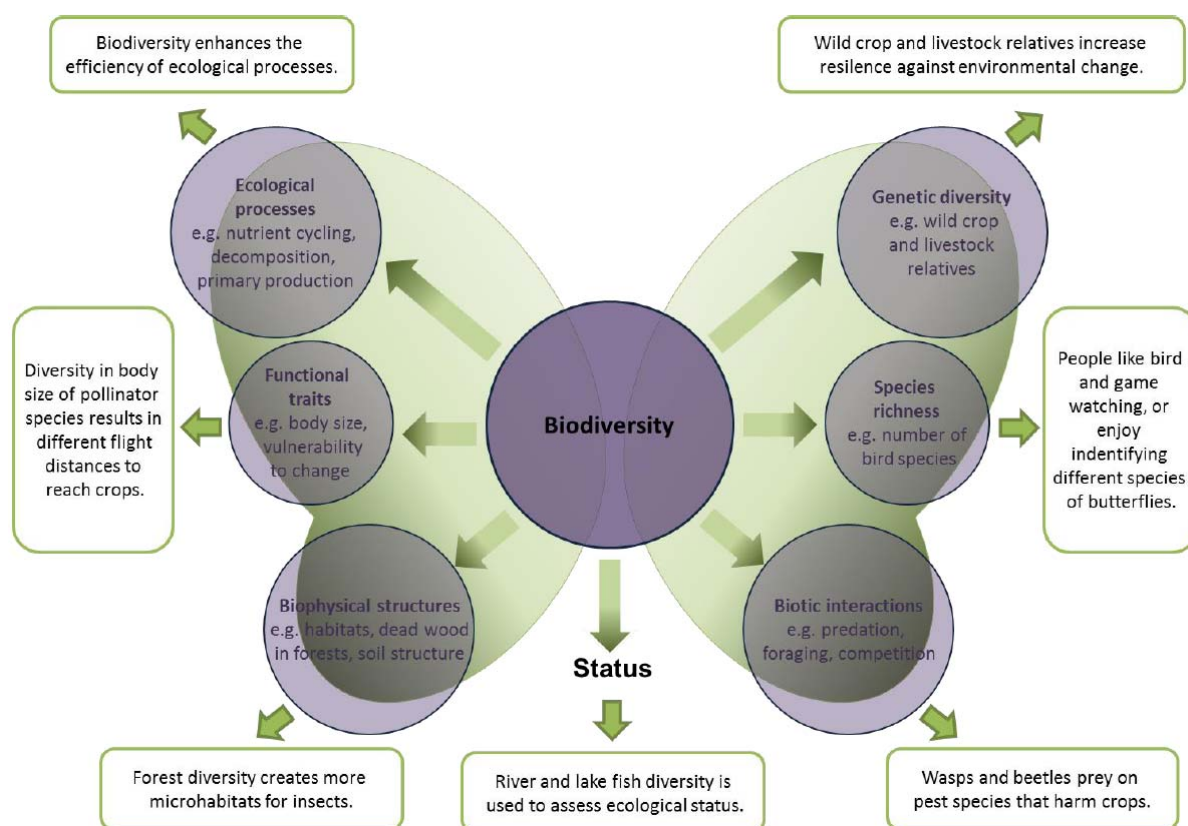 Biodiversity enhances the
efficiency of ecological processes.
Wild crop and livestock relatives increase
resilence against environmental change.
Ecological
processes
e.g. nutrient cycling,
decomposition,
primary production
Genetic diversity
e.g. wild crop
and livestock
relatives
Diversity in body
size of pollinator
species results in
different flight
distances to
reach crops.
Functional
traits
e.g. body size,
vulnerability
to change
Biodiversity
Species
richness
e.g. number of
bird species
People like bird
and game
watching, or
enjoy
indentifying
different species
of butterflies.
Biophysical structures
e.g. habitats, dead wood
in forests, soil structure
Status
Biotic interactions
e.g. predation,
foraging, competition
Forest diversity creates more
microhabitats for insects.
River and lake fish diversity is
used to assess ecological status.
Wasps and beetles prey on
pest species that harm crops.